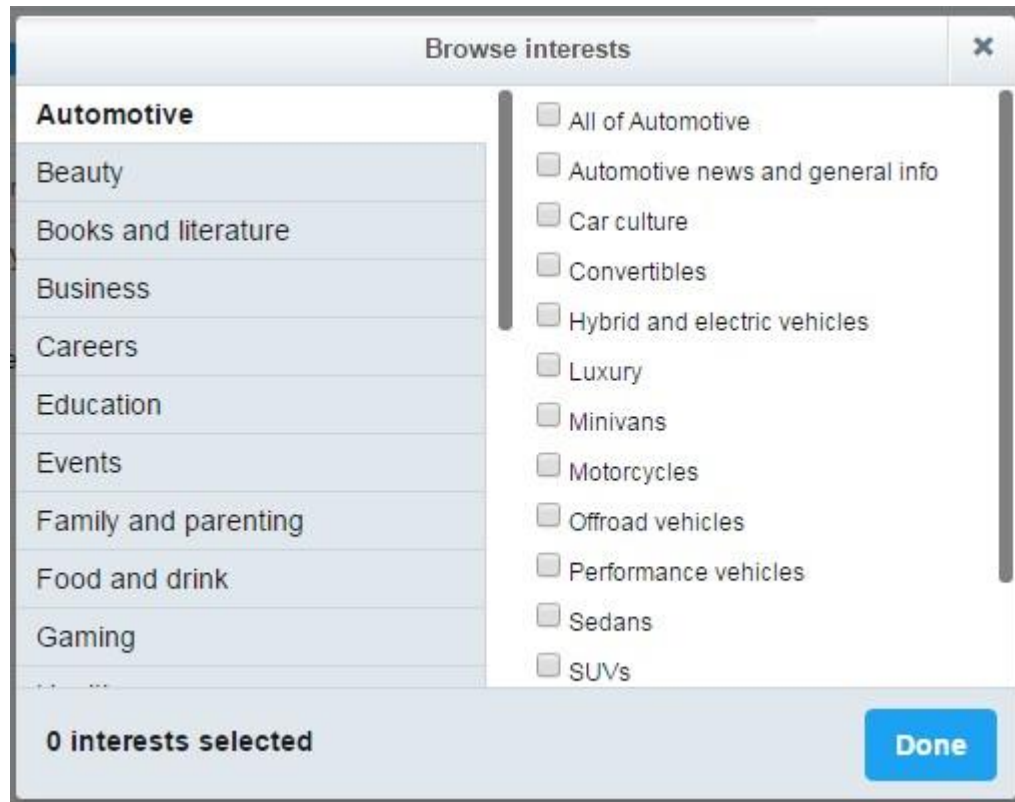 Browse interests
Automotive
Beauty
Books and literature
Business
Careers
Education
Events
Family and parenting
Food and drink
Gaming
All of Automotive
Automotive news and general info
Car culture
Convertibles
Hybrid and electric vehicles
Luxury
Minivans
Motorcycles
Offroad vehicles
Performance vehicles
Sedans
SUVs
0 interests selected
Done